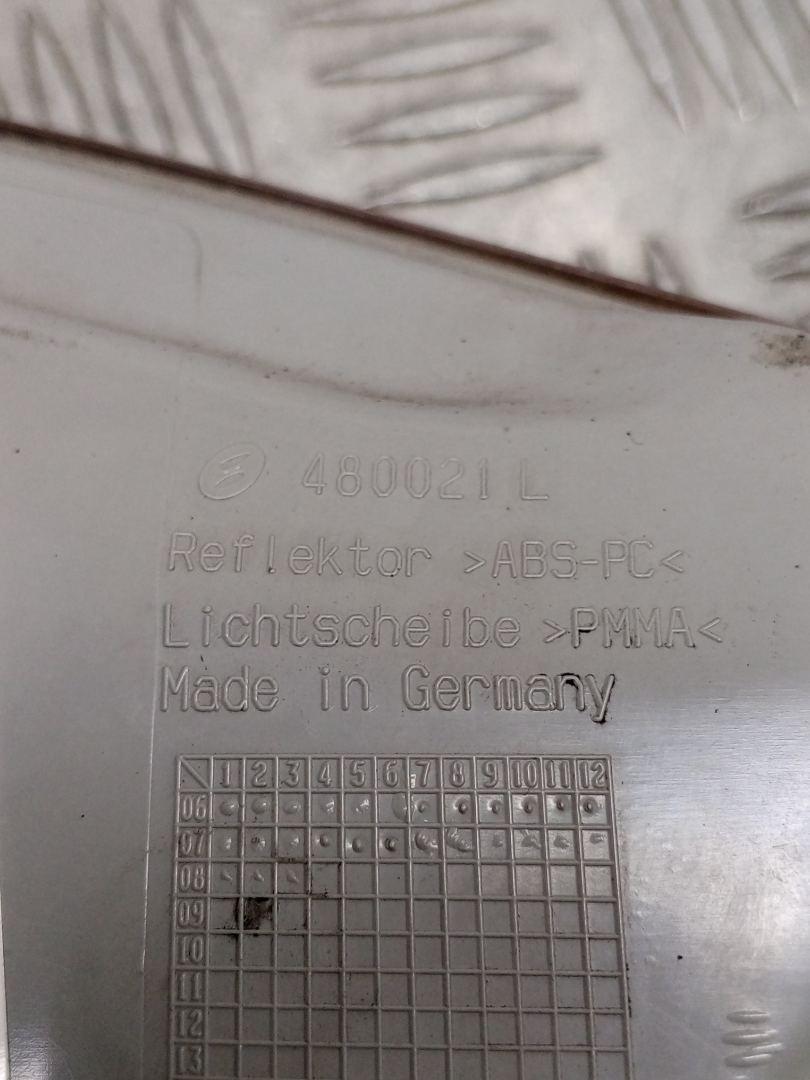 480021 L
Reflektor >ABS-PC<
Lichtscheibe >PMMA<
Made in Germany
1 2 3 4 5 6 7 8 9 10 11 12
06
07
08
09
10
11
12
13